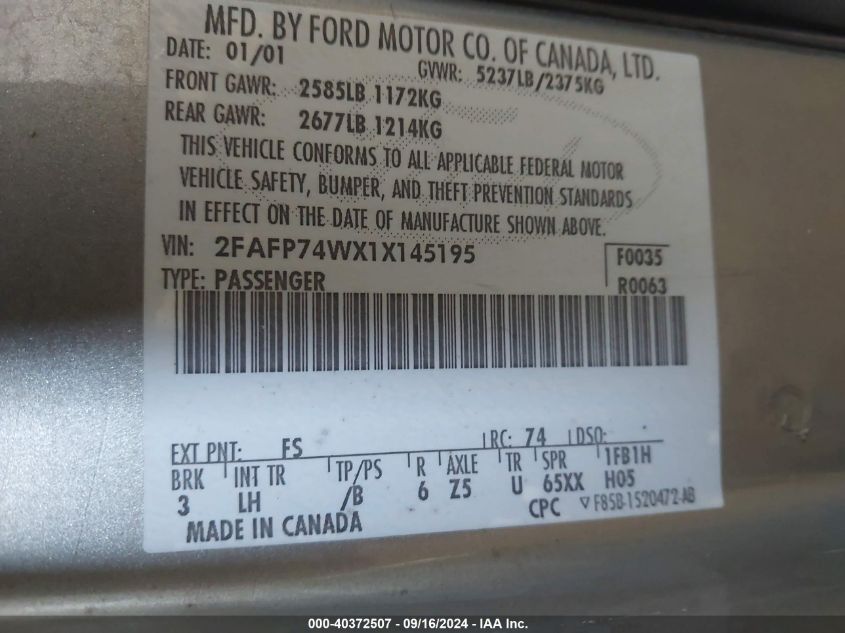 MFD. BY FORD MOTOR CO. OF CANADA, LTD.
DATE: 01/01 GVWR: 5237LB/2375KG
FRONT GAWR: 2585LB 1172KG
REAR GAWR: 2677LB 1214KG
THIS VEHICLE CONFORMS TO ALL APPLICABLE FEDERAL MOTOR
VEHICLE SAFETY, BUMPER, AND THEFT PREVENTION STANDARDS
IN EFFECT ON THE DATE OF MANUFACTURE SHOWN ABOVE.
VIN: 2FAFP74WX1X145195 F0035
TYPE: PASSENGER R0063
EXT PNT: FS RC: 74 DSO:
BRK INT TR TP/PS R AXLE TR SPR 1FB1H
3 LH /B 6 Z5 U 65XX H05
MADE IN CANADA CPC F85B-1520472-AB
000-40372507 - 09/16/2024 - IAA Inc.